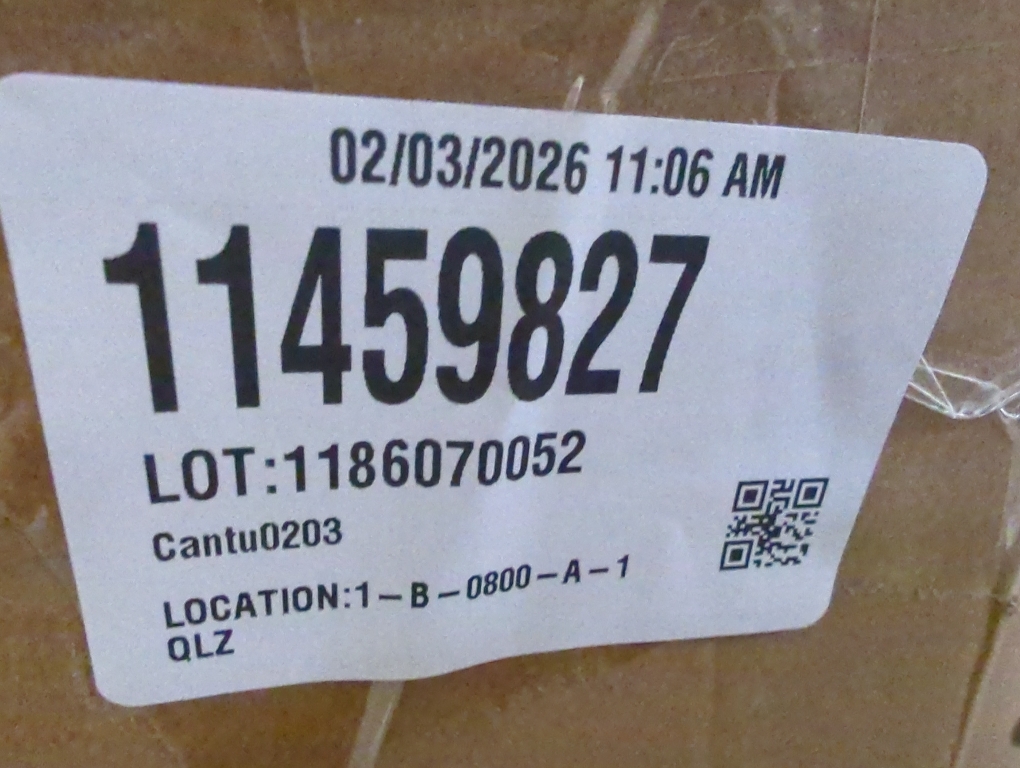 02/03/2026 11:06 AM
11459827
LOT:1186070052
Cantu0203
LOCATION:1-B-0800-A-1
QLZ